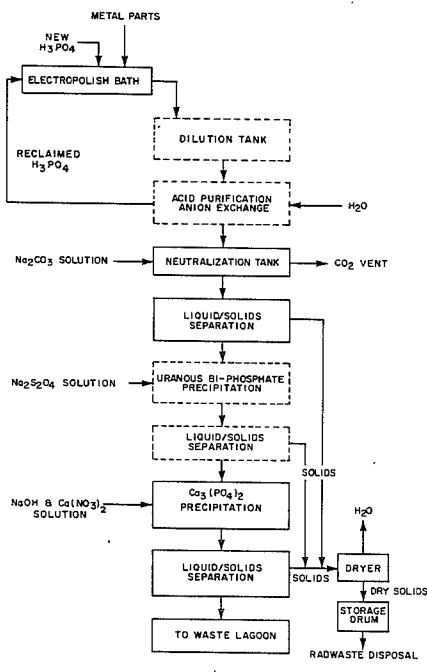 METAL PARTS
NEW
H3PO4
ELECTROPOLISH BATH
DILUTION TANK
RECLAIMED
H3PO4
ACID PURIFICATION
ANION EXCHANGE
H2O
Na2CO3 SOLUTION
NEUTRALIZATION TANK
CO2 VENT
LIQUID/SOLIDS
SEPARATION
Na2S2O4 SOLUTION
URANOUS BI-PHOSPHATE
PRECIPITATION
LIQUID/SOLIDS
SEPARATION
SOLIDS
NaOH & Ca(NO3)2
SOLUTION
Ca3(PO4)2
PRECIPITATION
H2O
LIQUID/SOLIDS
SEPARATION
SOLIDS
DRYER
DRY SOLIDS
STORAGE
DRUM
TO WASTE LAGOON
RADWASTE DISPOSAL